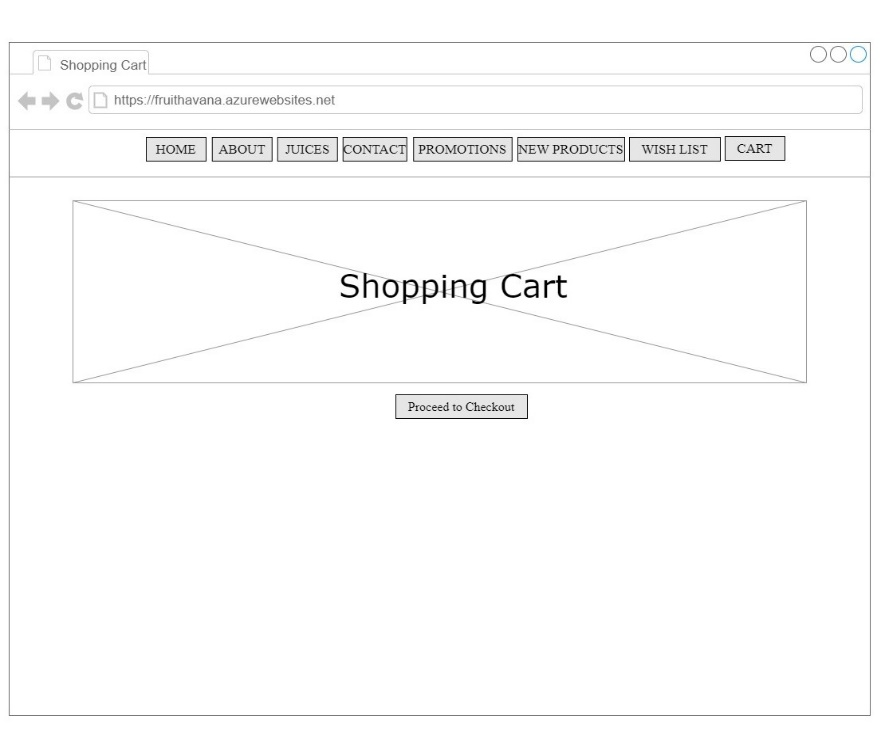 Shopping Cart
https://fruithavana.azurewebsites.net
HOME ABOUT JUICES CONTACT PROMOTIONS NEW PRODUCTS WISH LIST CART
Shopping Cart
Proceed to Checkout